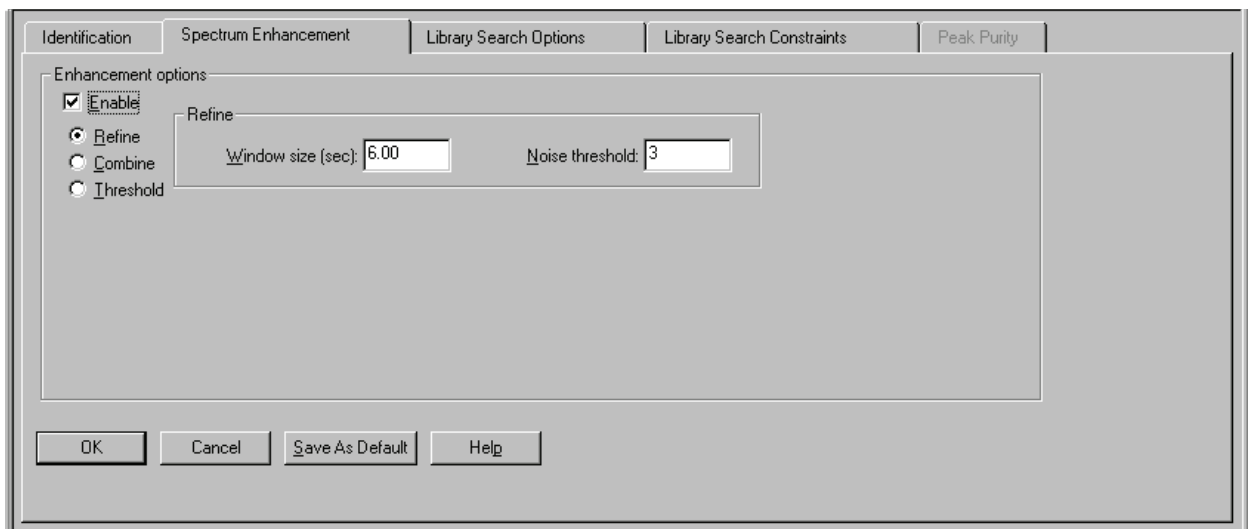 Identification Spectrum Enhancement Library Search Options Library Search Constraints Peak Purity
Enhancement options
Enable
Refine
Refine
Window size (sec): 6.00 Noise threshold: 3
Combine
Threshold
OK Cancel Save As Default Help